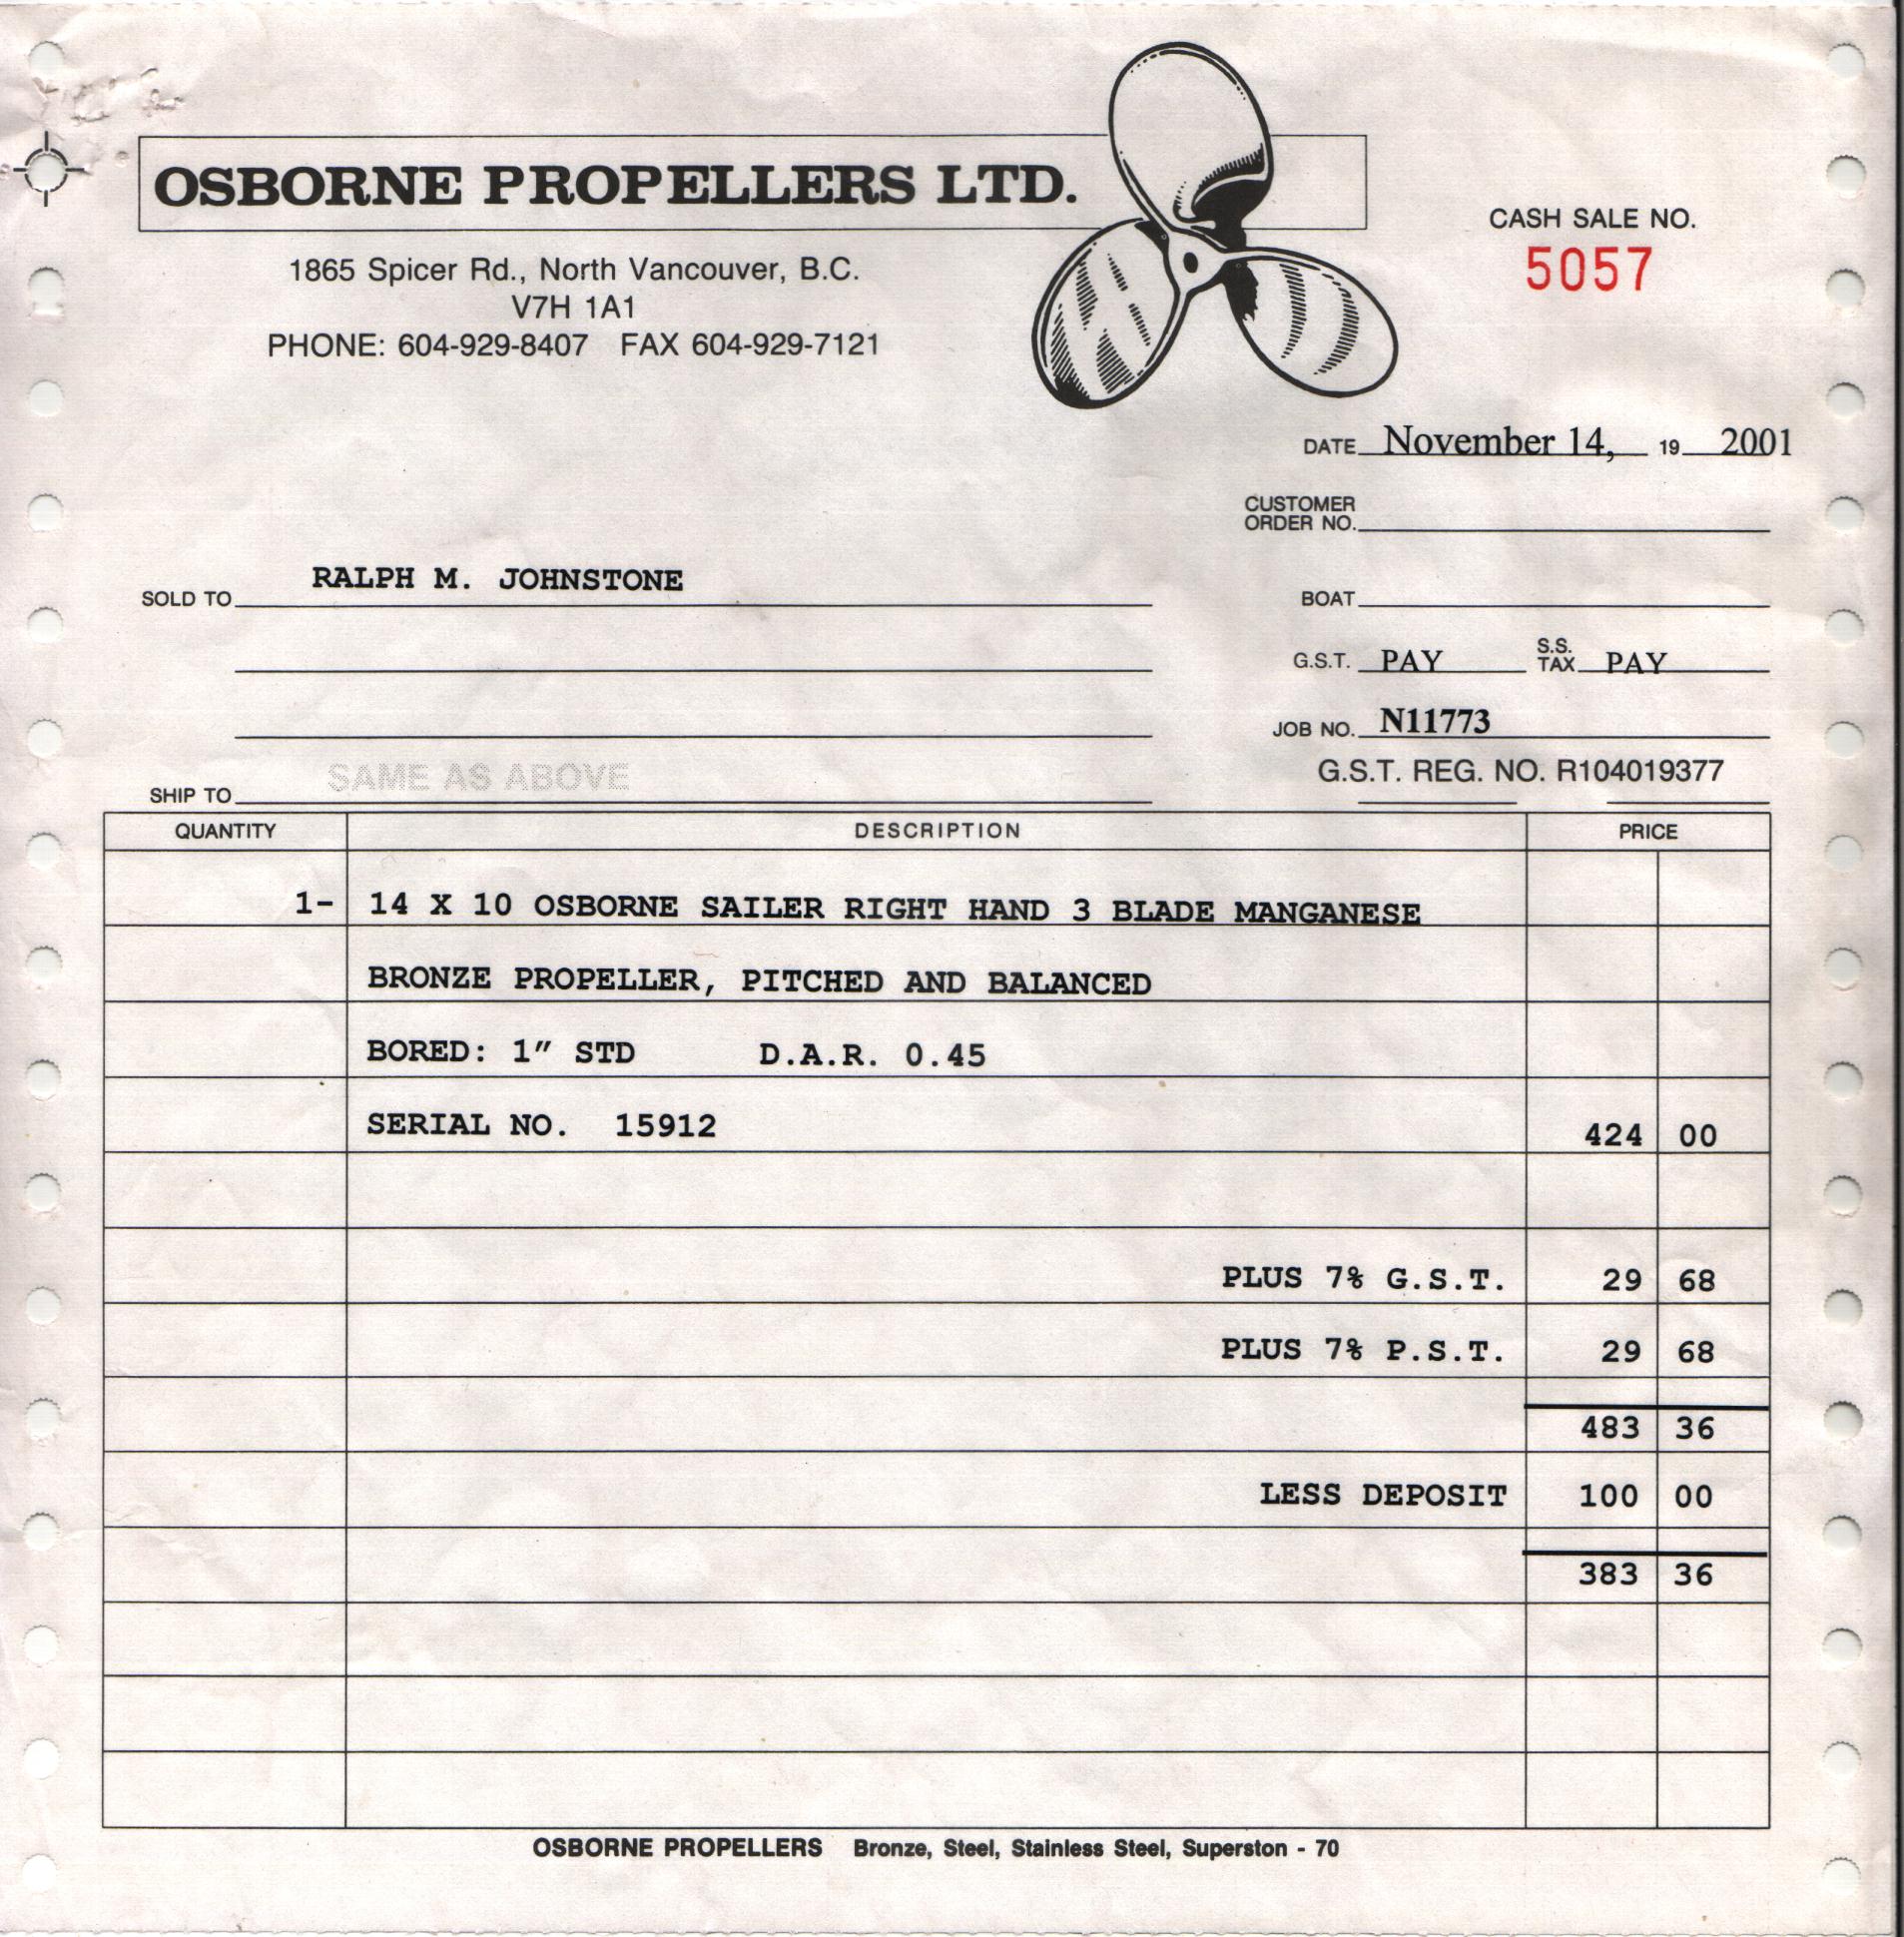 OSBORNE PROPELLERS LTD.
1865 Spicer Rd., North Vancouver, B.C.
V7H 1A1
PHONE: 604-929-8407 FAX 604-929-7121
CASH SALE NO.
5057
DATE November 14, 19 2001
CUSTOMER
ORDER NO.
SOLD TO RALPH M. JOHNSTONE
BOAT
G.S.T. PAY S.S. TAX PAY
JOB NO. N11773
G.S.T. REG. NO. R104019377
SHIP TO SAME AS ABOVE
QUANTITY DESCRIPTION PRICE
1- 14 X 10 OSBORNE SAILER RIGHT HAND 3 BLADE MANGANESE
BRONZE PROPELLER, PITCHED AND BALANCED
BORED: 1" STD D.A.R. 0.45
SERIAL NO. 15912 424 00
PLUS 7% G.S.T. 29 68
PLUS 7% P.S.T. 29 68
483 36
LESS DEPOSIT 100 00
383 36
OSBORNE PROPELLERS Bronze, Steel, Stainless Steel, Superston - 70